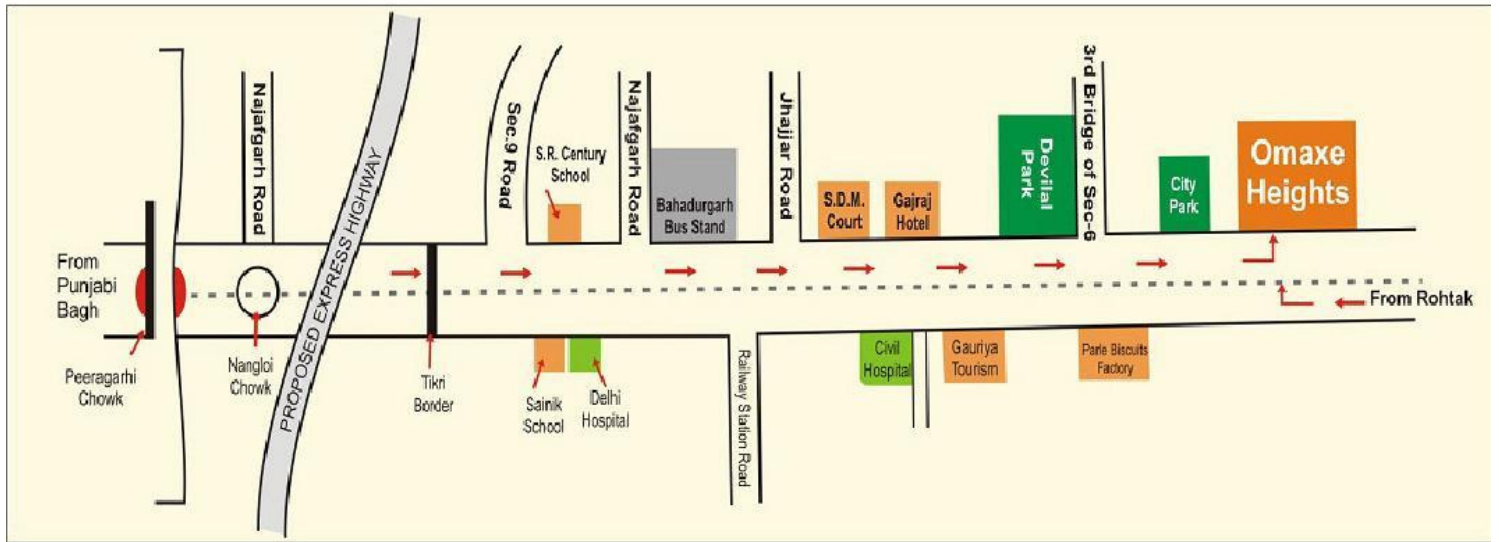 From
Punjabi
Bagh
Peeragarhi
Chowk
Najafgarh Road
Nangloi
Chowk
PROPOSED EXPRESS HIGHWAY
Tikri
Border
Sec.9 Road
S.R. Century
School
Sainik
School
Delhi
Hospital
Najafgarh Road
Bahadurgarh
Bus Stand
Railway Station Road
Jhajjar Road
S.D.M.
Court
Gajraj
Hotel
Civil
Hospital
Gauriya
Tourism
Devilal
Park
3rd Bridge of Sec-6
Parle Biscuits
Factory
City
Park
Omaxe
Heights
From Rohtak